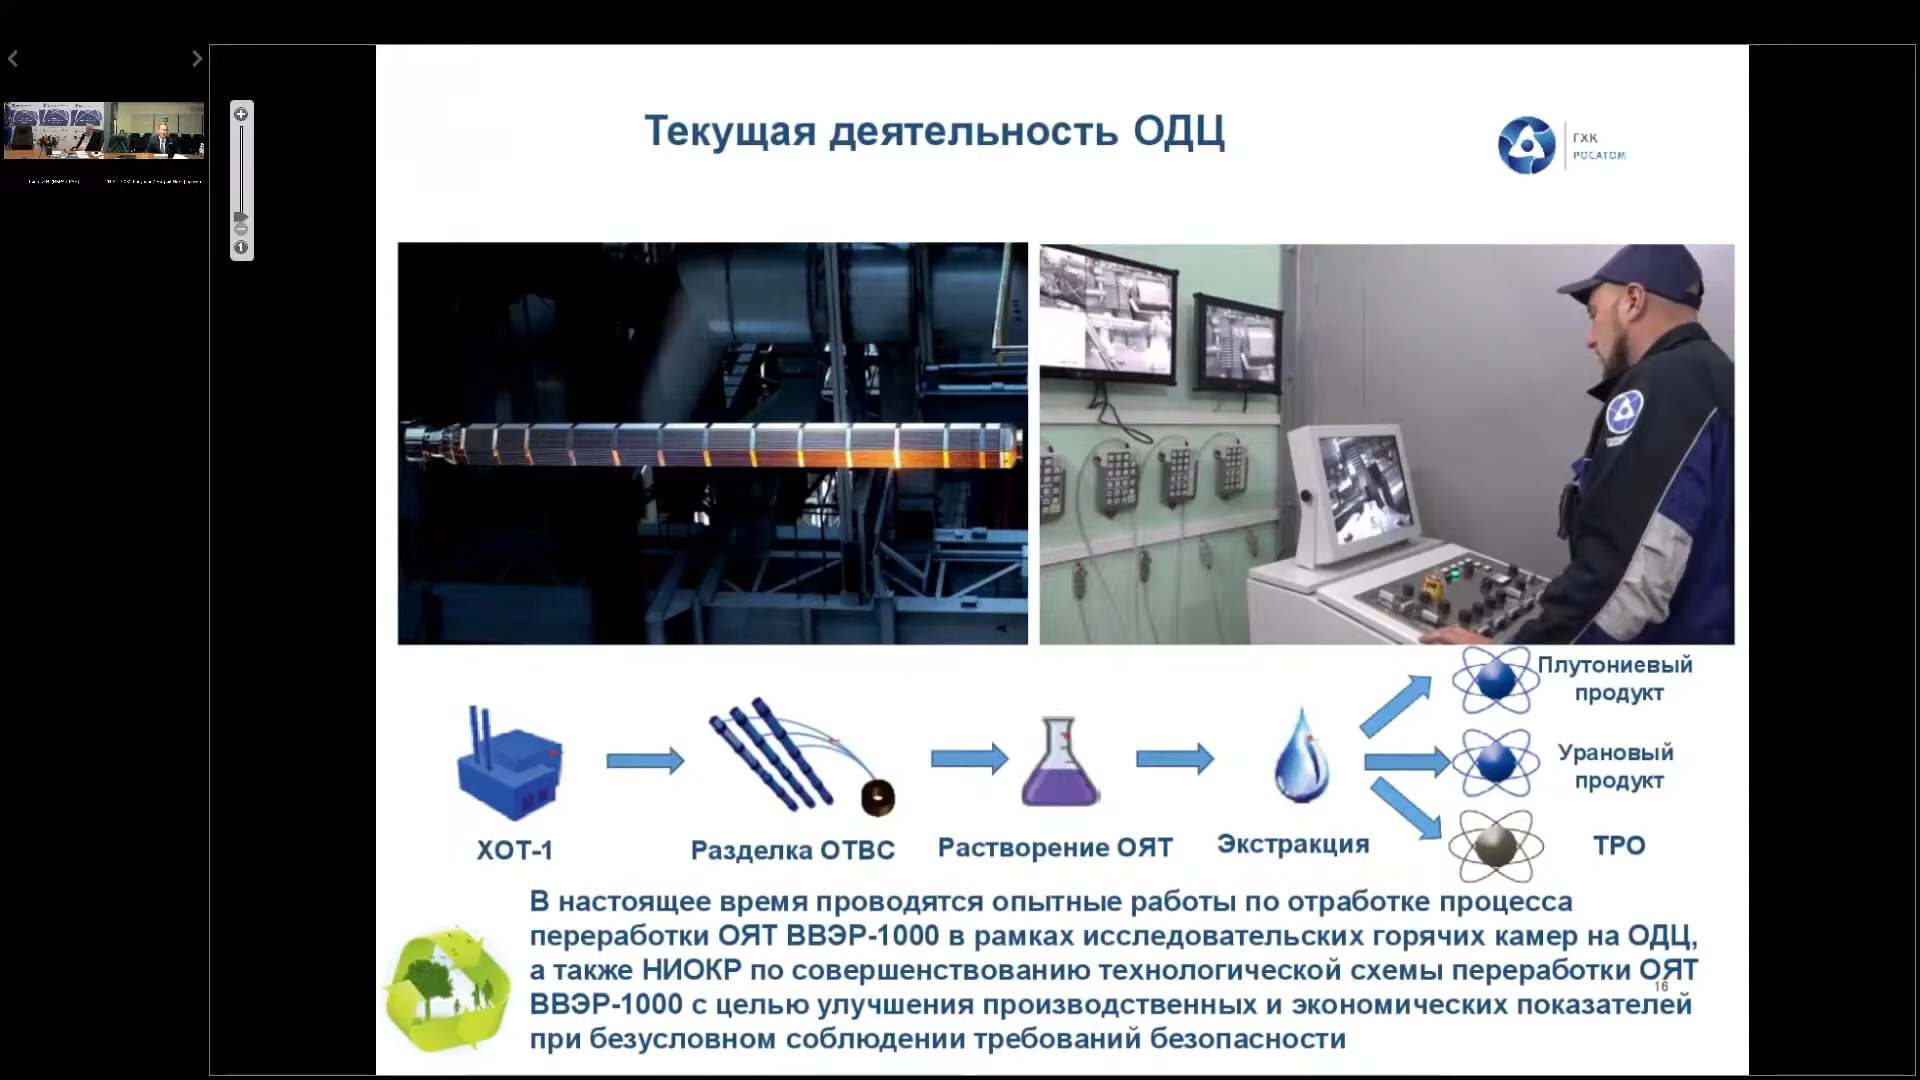 Текущая деятельность ОДЦ
ГХК
РОСАТОМ
1
Плутониевый
продукт
Урановый
продукт
ТРО
ХОТ-1
Разделка ОТВС
Растворение ОЯТ
Экстракция
В настоящее время проводятся опытные работы по отработке процесса
переработки ОЯТ ВВЭР-1000 в рамках исследовательских горячих камер на ОДЦ,
а также НИОКР по совершенствованию технологической схемы переработки ОЯТ
ВВЭР-1000 с целью улучшения производственных и экономических показателей
при безусловном соблюдении требований безопасности
16